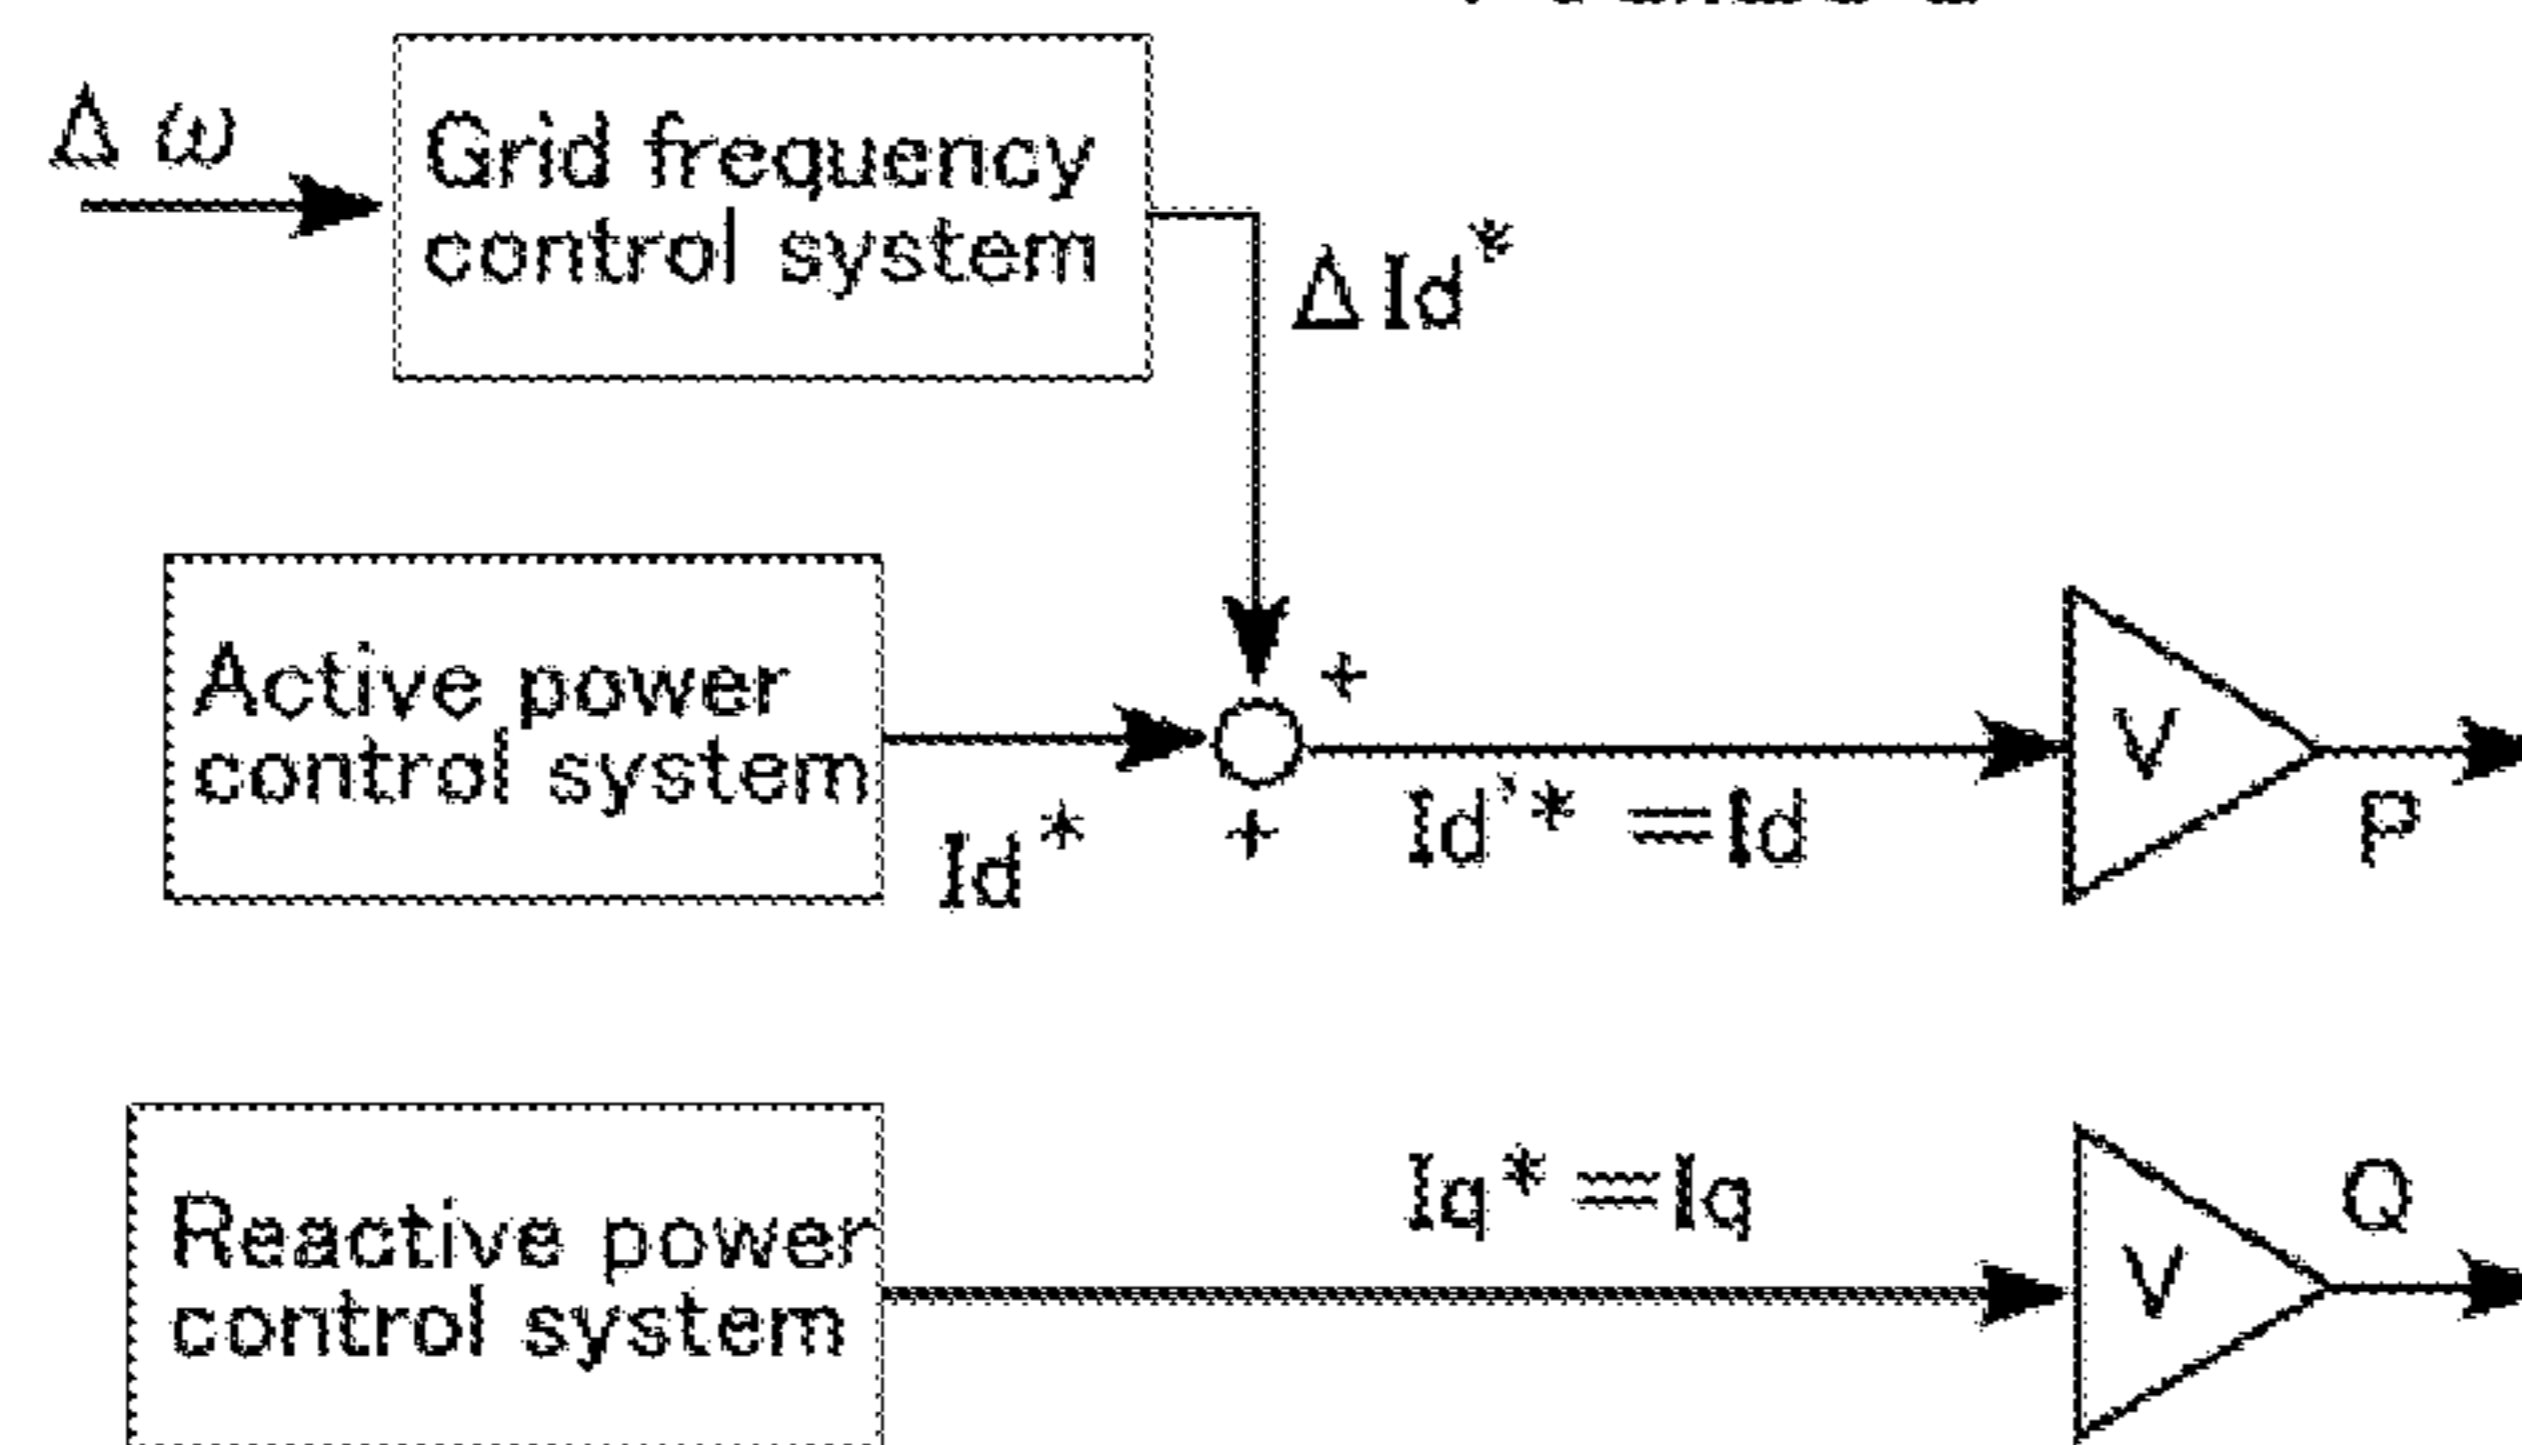 Δω
Grid frequency
control system
ΔId*
Active power
control system
Id*
+
+
Id'* =Id
V
P
Reactive power
control system
Iq* =Iq
V
Q